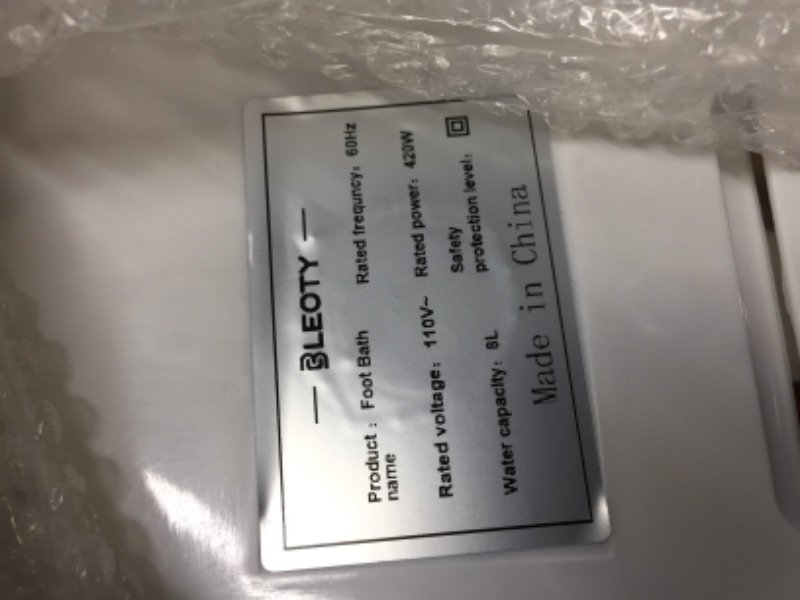 — BLEOTY —
Product : Foot Bath Rated frequncy: 60Hz
name
Rated voltage: 110V~ Rated power: 420W
Safety
Water capacity: 8L protection level:
Made in China